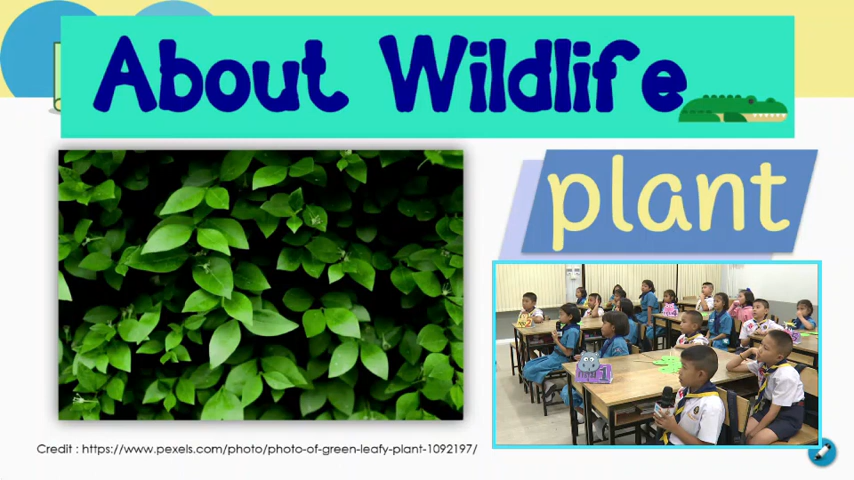 About Wildlife
plant
Credit : https://www.pexels.com/photo/photo-of-green-leafy-plant-1092197/